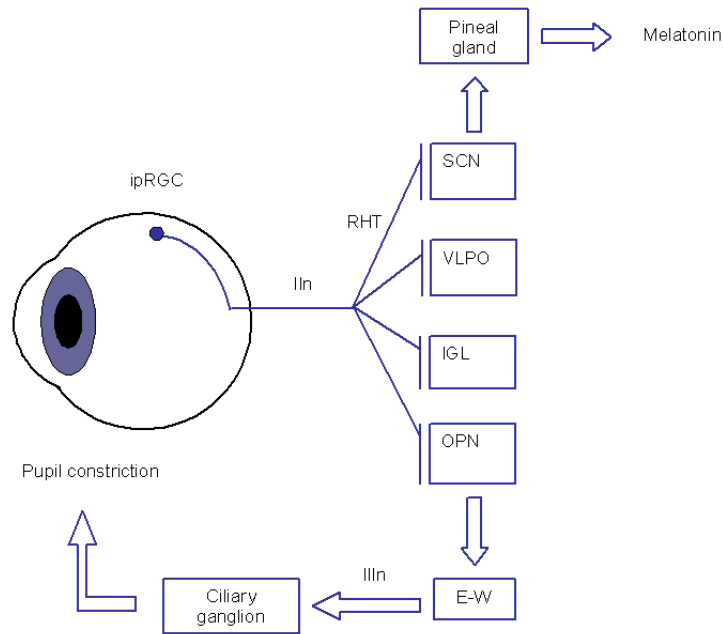 Pineal
gland
Melatonin
SCN
ipRGC
RHT
VLPO
IIn
IGL
OPN
Pupil constriction
IIIn
Ciliary
ganglion
E-W